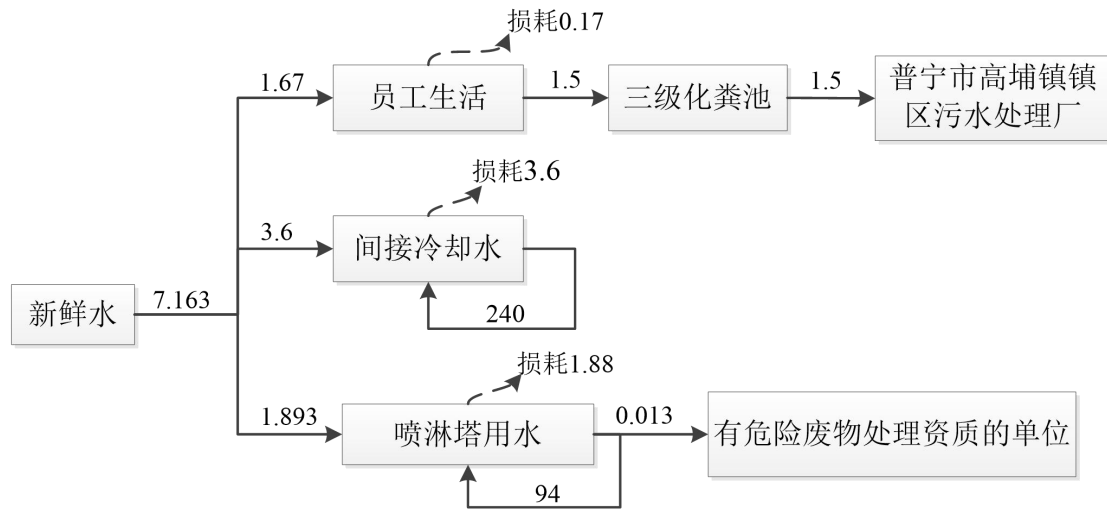 损耗0.17
1.67
员工生活
1.5
三级化粪池
1.5
普宁市高埔镇镇
区污水处理厂
损耗3.6
3.6
间接冷却水
240
新鲜水
7.163
损耗1.88
1.893
喷淋塔用水
0.013
有危险废物处理资质的单位
94